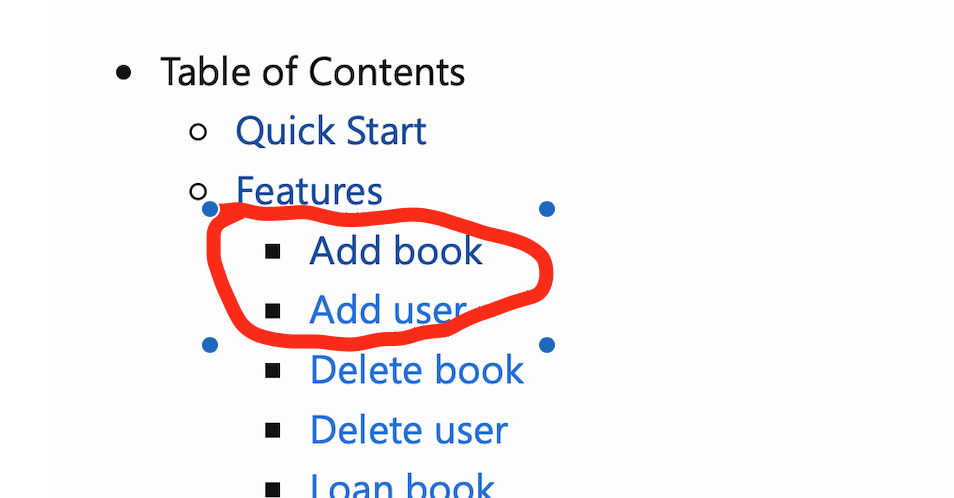 Table of Contents
Quick Start
Features
Add book
Add user
Delete book
Delete user
Loan book